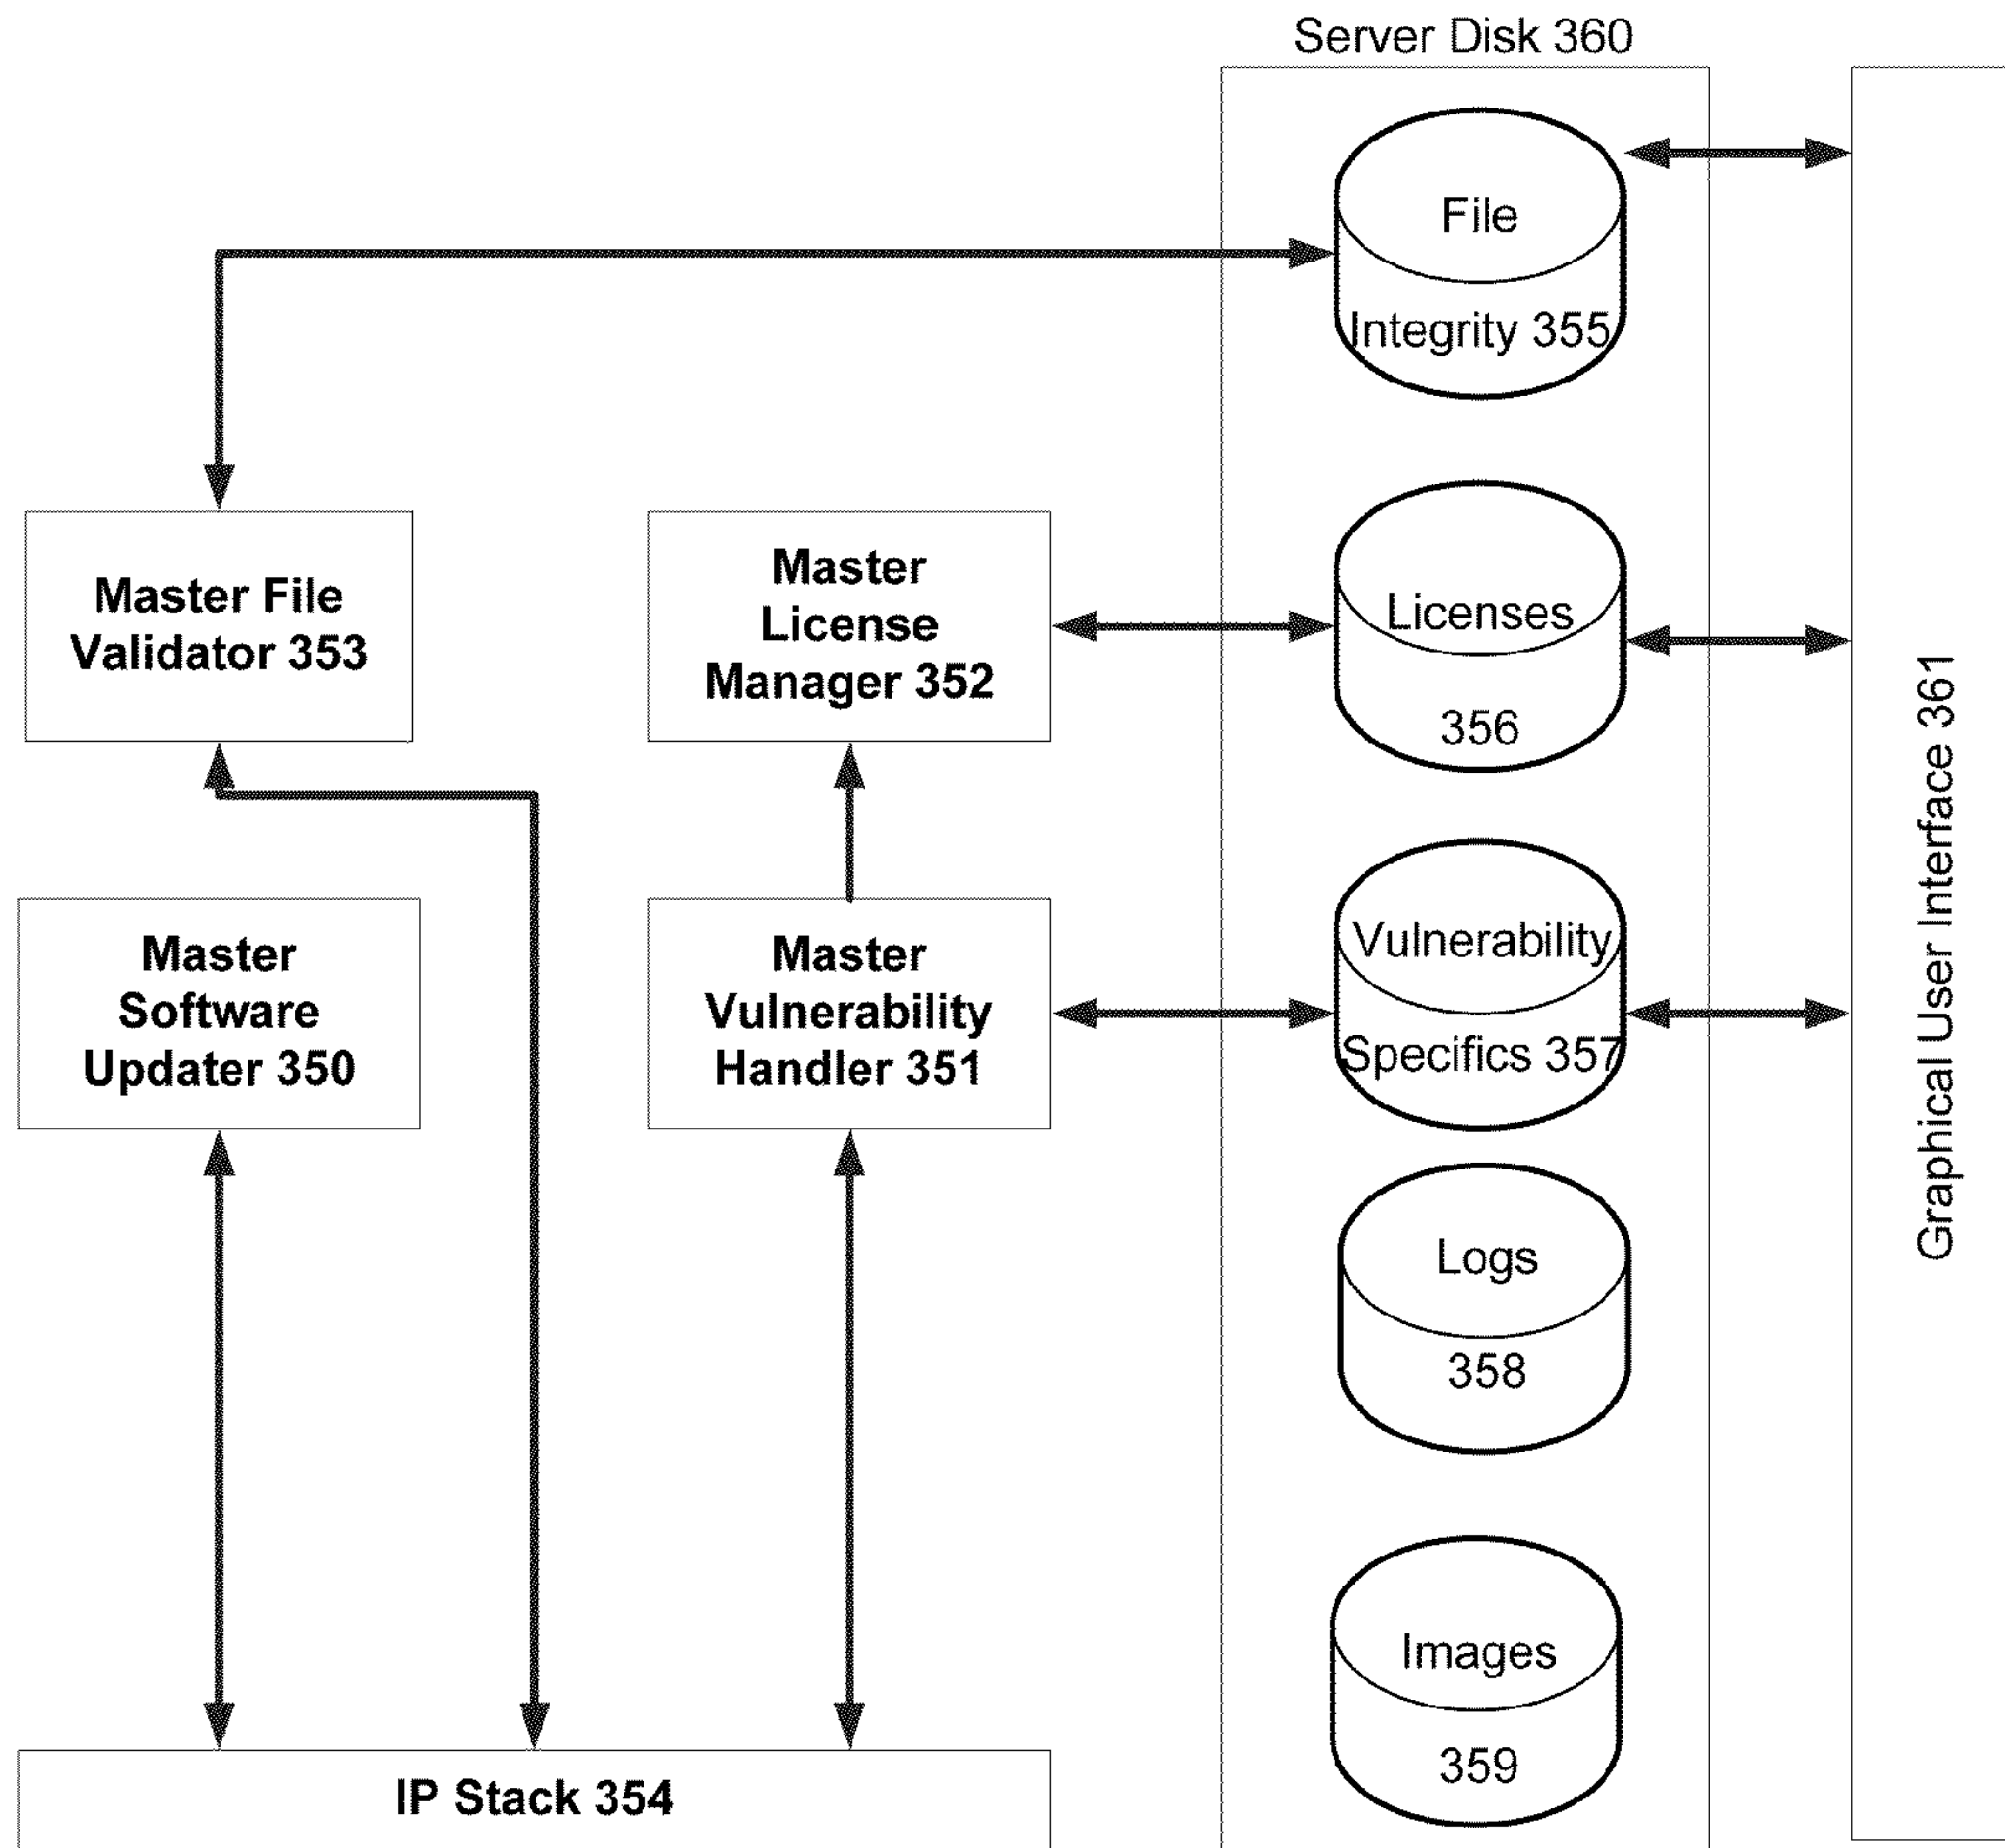 Server Disk 360
File
Integrity 355
Master File
Validator 353
Master
License
Manager 352
Licenses
356
Master
Software
Updater 350
Master
Vulnerability
Handler 351
Vulnerability
Specifics 357
Logs
358
Images
359
IP Stack 354
Graphical User Interface 361